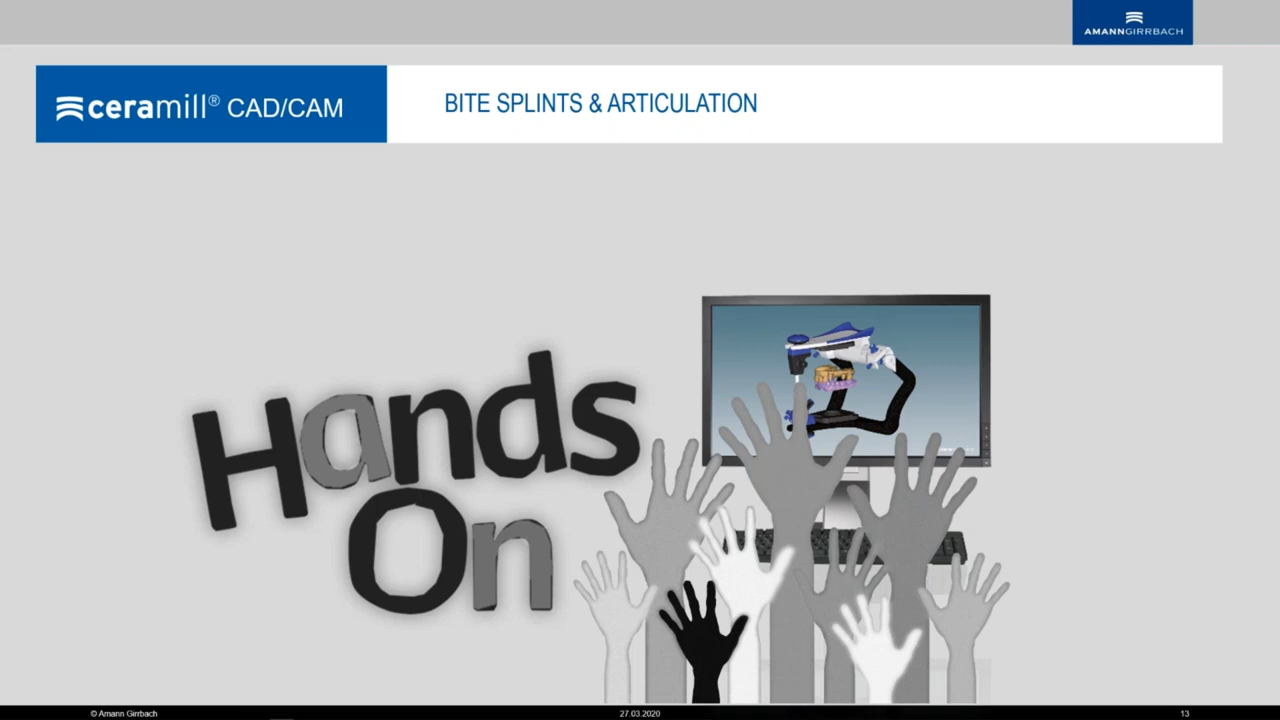 AMANNGIRRBACH
ceramill® CAD/CAM
BITE SPLINTS & ARTICULATION
Hands
On
© Amann Girrbach
27.03.2020
13